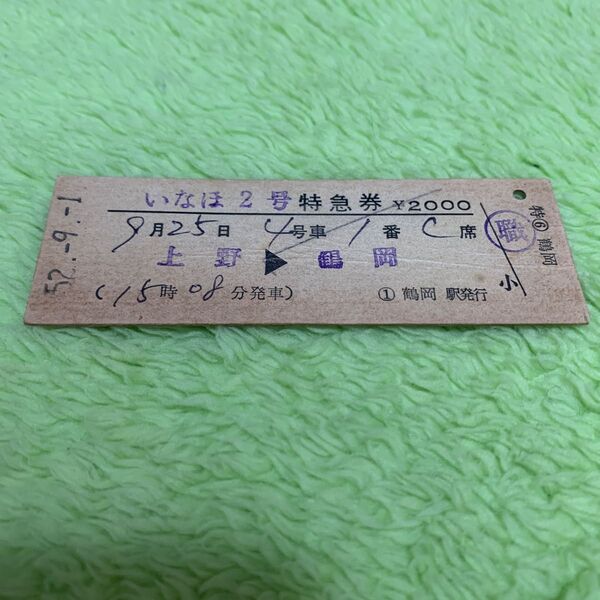 52.-9.-1
いなほ2号 特急券 ¥2000
9月25日 4号車 1番 C席
上野▶鶴岡
(15時08分発車) ① 鶴岡 駅発行
特⑥ 鶴岡
職
小